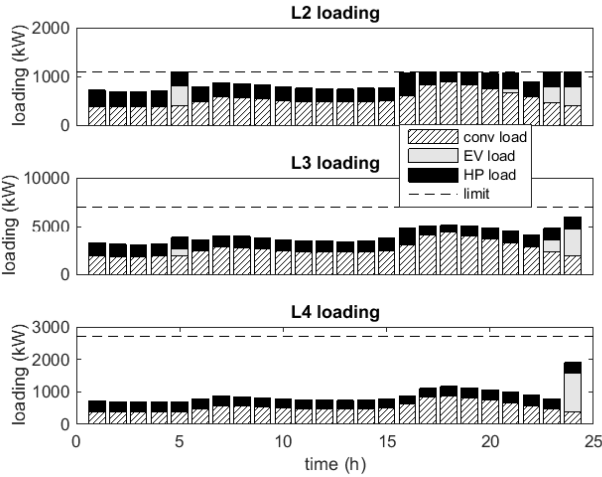 L2 loading
2000
1000
0
loading (kW)
conv load
EV load
HP load
limit
L3 loading
10000
5000
0
loading (kW)
L4 loading
3000
2000
1000
0
loading (kW)
0 5 10 15 20 25
time (h)